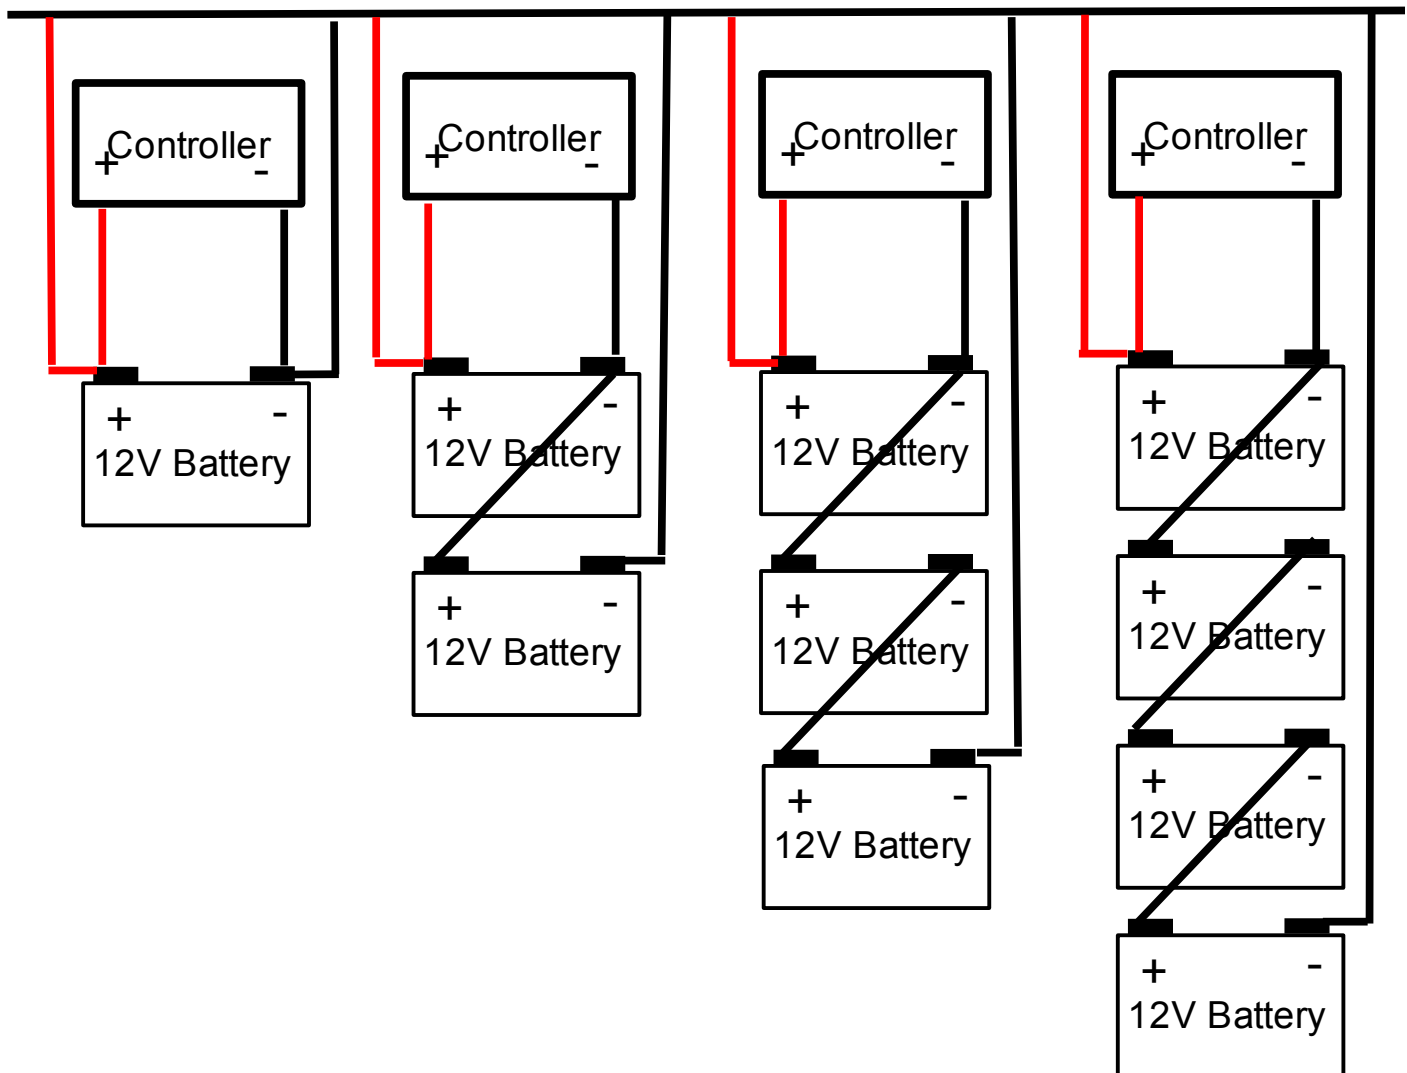 Controller
+ -
Controller
+ -
Controller
+ -
Controller
+ -
+ -
12V Battery
+ -
12V Battery
+ -
12V Battery
+ -
12V Battery
+ -
12V Battery
+ -
12V Battery
+ -
12V Battery
+ -
12V Battery
+ -
12V Battery
+ -
12V Battery